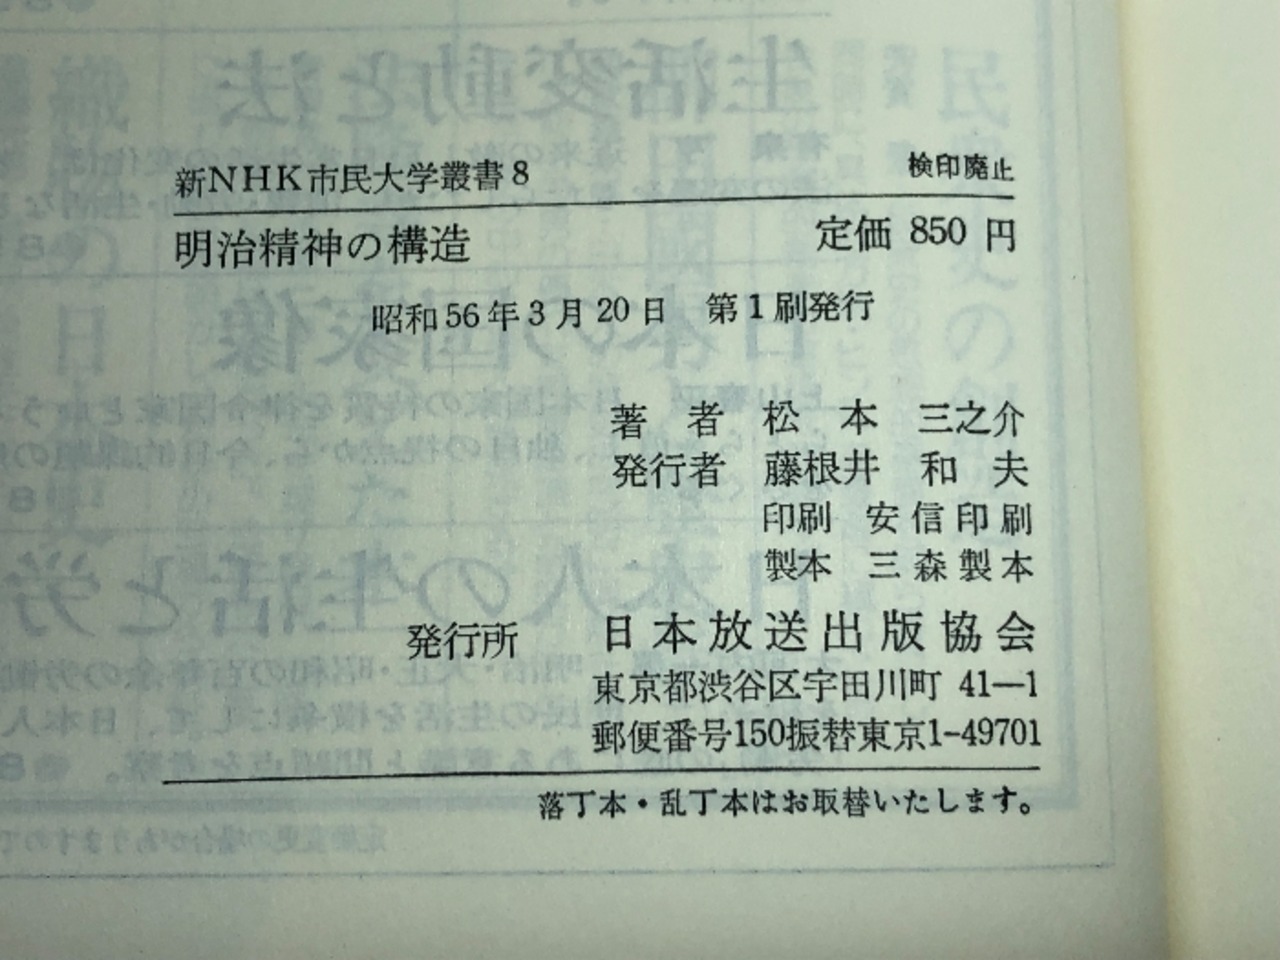 新NHK市民大学叢書8 検印廃止
明治精神の構造 定価 850 円
昭和56年3月20日 第1刷発行
著者 松本 三之介
発行者 藤根井 和夫
印刷 安信印刷
製本 三森製本
発行所 日本放送出版協会
東京都渋谷区宇田川町 41—1
郵便番号150振替東京1-49701
落丁本・乱丁本はお取替いたします。